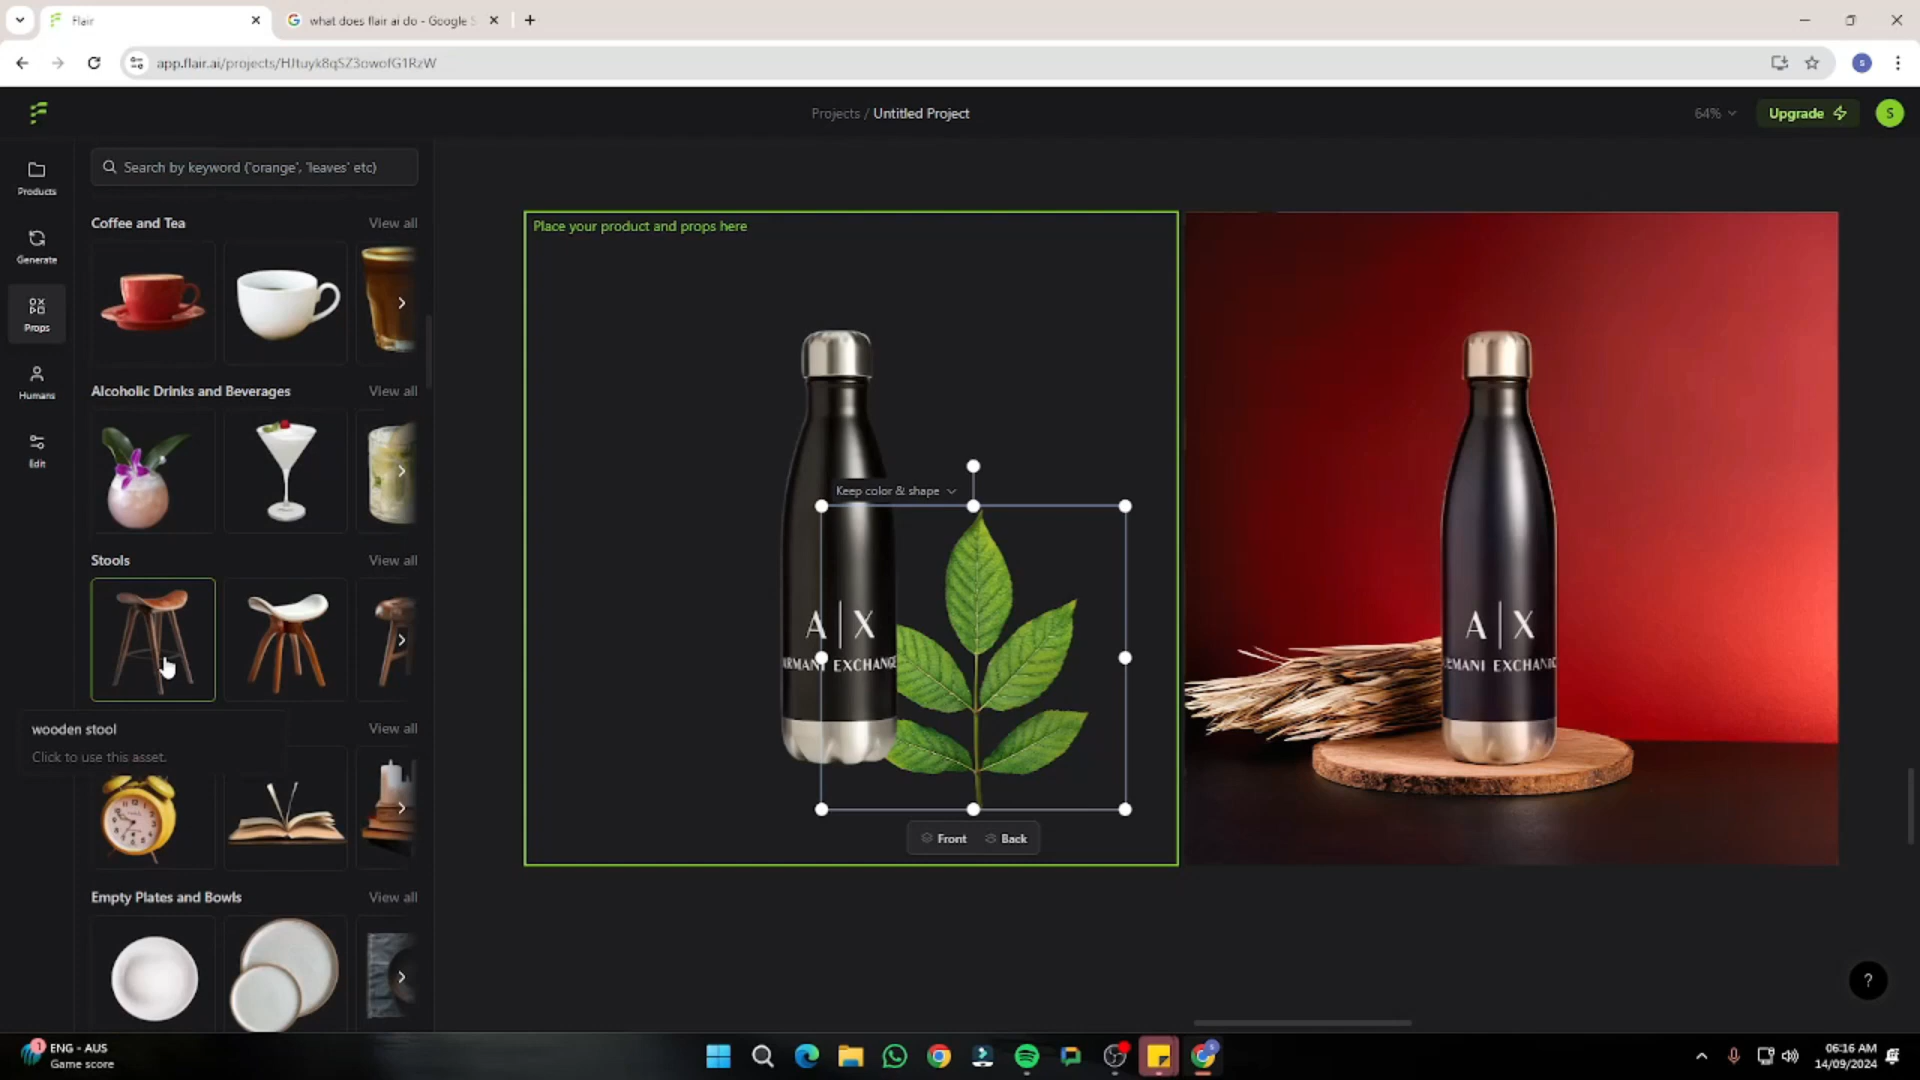 Flair
what does flair ai do - Google S
app.flair.ai/projects/HJtuyk8qSZ3owofG1RzW
S
Projects / Untitled Project
64%
Upgrade
S
Products
Generate
Props
Humans
Edit
Search by keyword ('orange', 'leaves' etc)
Coffee and Tea
View all
Alcoholic Drinks and Beverages
View all
Stools
View all
wooden stool
Click to use this asset.
View all
Empty Plates and Bowls
View all
Place your product and props here
Keep color & shape
A|X
ARMANI EXCHANGE
Front
Back
A|X
?
1
ENG - AUS
Game score
06:16 AM
14/09/2024